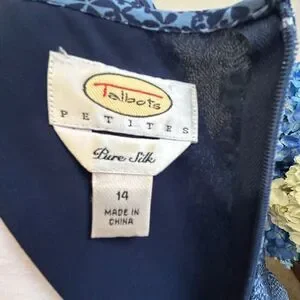 Talbots
PETITES
Pure Silk
14
MADE IN
CHINA